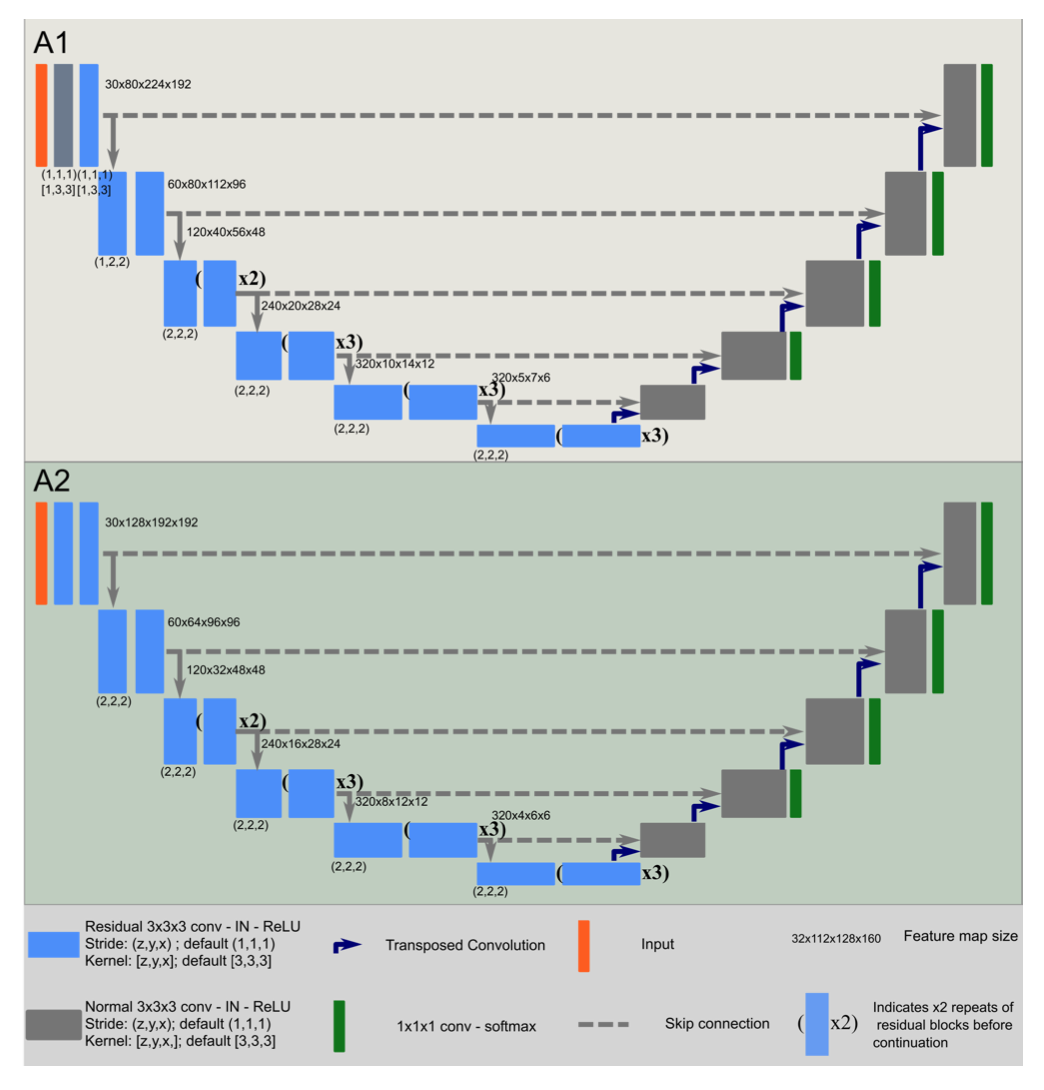 A1
30x80x224x192
(1,1,1)(1,1,1)
[1,3,3][1,3,3]
60x80x112x96
(1,2,2)
120x40x56x48
( x2)
(2,2,2)
240x20x28x24
( x3)
(2,2,2)
320x10x14x12
( x3)
(2,2,2)
320x5x7x6
( x3)
(2,2,2)
A2
30x128x192x192
60x64x96x96
(2,2,2)
120x32x48x48
( x2)
(2,2,2)
240x16x28x24
( x3)
(2,2,2)
320x8x12x12
( x3)
(2,2,2)
320x4x6x6
( x3)
(2,2,2)
Residual 3x3x3 conv - IN - ReLU
Stride: (z,y,x) ; default (1,1,1)
Kernel: [z,y,x]; default [3,3,3]
Transposed Convolution
Input
32x112x128x160
Feature map size
Normal 3x3x3 conv - IN - ReLU
Stride: (z,y,x); default (1,1,1)
Kernel: [z,y,x,]; default [3,3,3]
1x1x1 conv - softmax
Skip connection
( x2)
Indicates x2 repeats of
residual blocks before
continuation